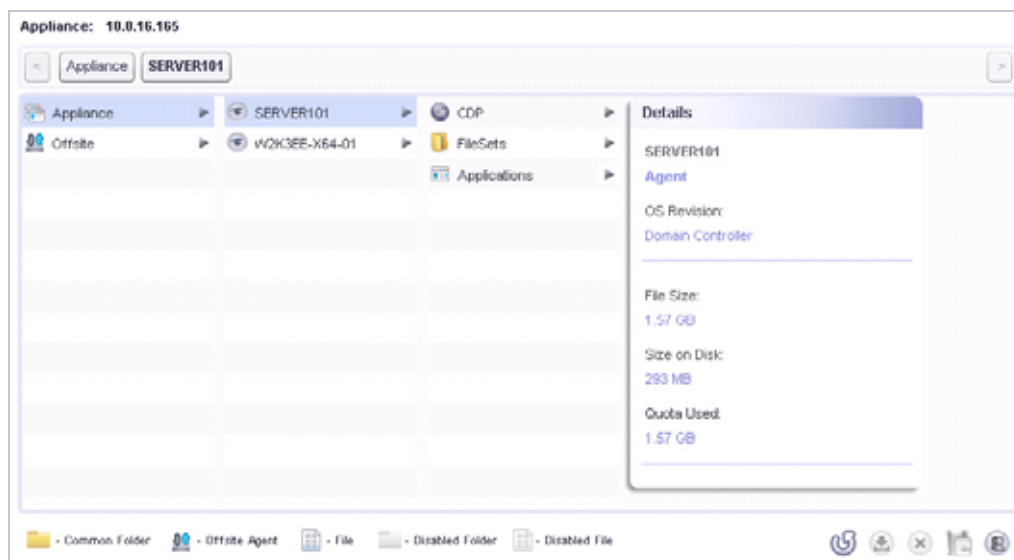 Appliance: 10.0.16.165
< Appliance SERVER101 >
Appliance
Offsite
SERVER101
W2K3EE-X64-01
CDP
FileSets
Applications
Details
SERVER101
Agent
OS Revision:
Domain Controller
File Size:
1.57 GB
Size on Disk:
293 MB
Quota Used:
1.57 GB
- Common Folder - Offsite Agent - File - Disabled Folder - Disabled File